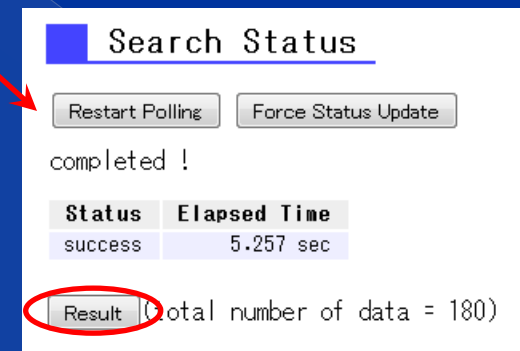 Search Status
Restart Polling Force Status Update
completed !
Status Elapsed Time
success 5.257 sec
Result (total number of data = 180)